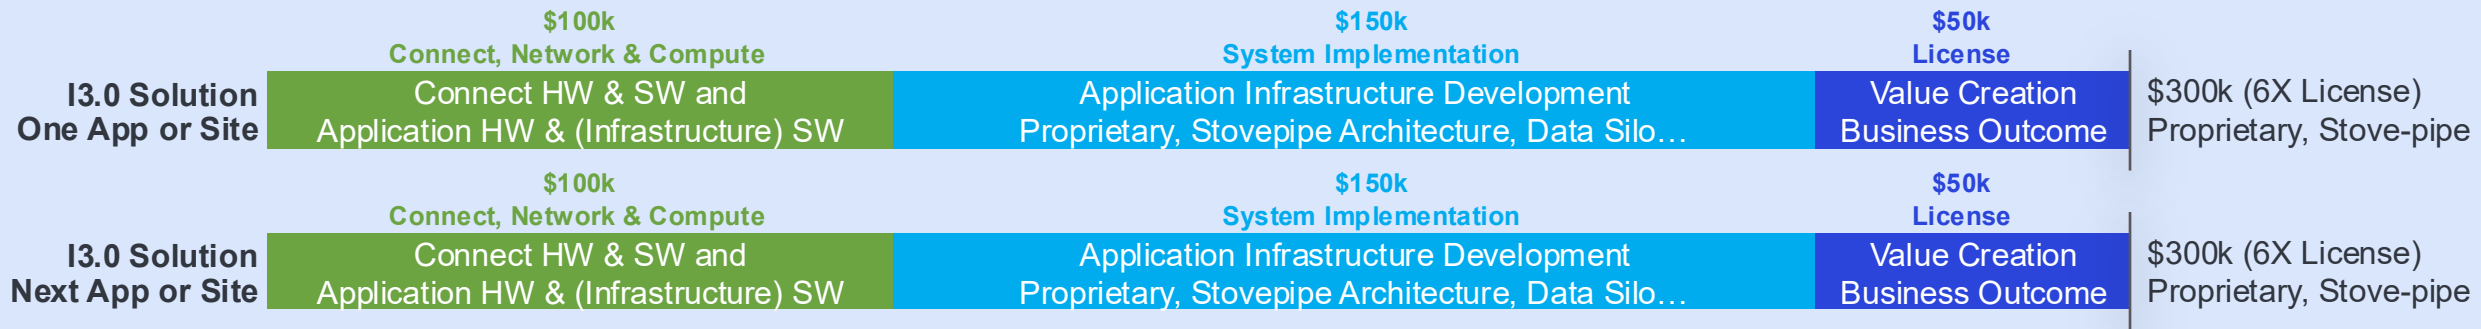 $100k
Connect, Network & Compute
$150k
System Implementation
$50k
License
I3.0 Solution
One App or Site
Connect HW & SW and
Application HW & (Infrastructure) SW
Application Infrastructure Development
Proprietary, Stovepipe Architecture, Data Silo…
Value Creation
Business Outcome
$300k (6X License)
Proprietary, Stove-pipe
$100k
Connect, Network & Compute
$150k
System Implementation
$50k
License
I3.0 Solution
Next App or Site
Connect HW & SW and
Application HW & (Infrastructure) SW
Application Infrastructure Development
Proprietary, Stovepipe Architecture, Data Silo…
Value Creation
Business Outcome
$300k (6X License)
Proprietary, Stove-pipe